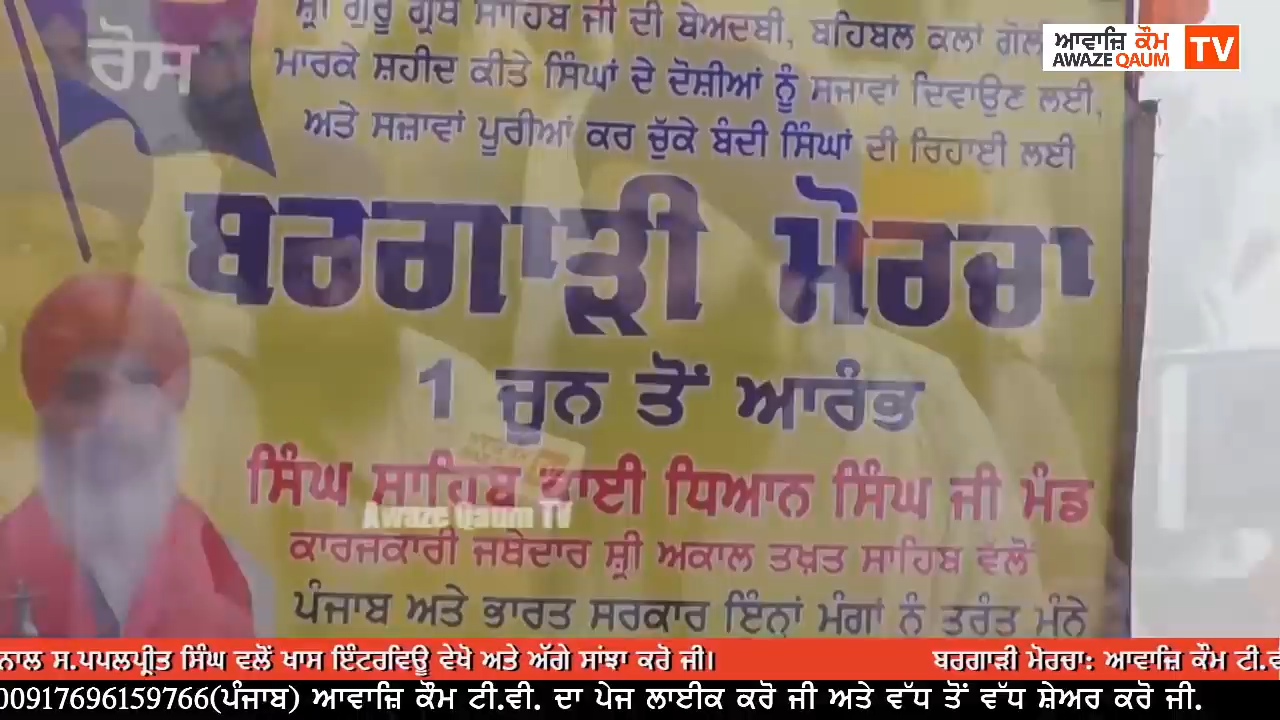 ਰੋਸ
ਸ਼੍ਰੀ ਗੁਰੂ ਗ੍ਰੰਥ ਸਾਹਿਬ ਜੀ ਦੀ ਬੇਅਦਬੀ, ਬਹਿਬਲ ਕਲਾਂ
ਮਾਰਕੇ ਸ਼ਹੀਦ ਕੀਤੇ ਸਿੰਘਾਂ ਦੇ ਦੋਸ਼ੀਆਂ ਨੂੰ ਸਜਾਵਾਂ ਦਿਵਾਉਣ ਲਈ,
ਅਤੇ ਸਜ਼ਾਵਾਂ ਪੂਰੀਆਂ ਕਰ ਚੁੱਕੇ ਬੰਦੀ ਸਿੰਘਾਂ ਦੀ ਰਿਹਾਈ ਲਈ
ਬਰਗਾੜੀ ਮੋਰਚਾ
1 ਜੂਨ ਤੋਂ ਆਰੰਭ
ਸਿੰਘ ਸਾਹਿਬ ਭਾਈ ਧਿਆਨ ਸਿੰਘ ਜੀ ਮੰਡ
ਕਾਰਜਕਾਰੀ ਜਥੇਦਾਰ ਸ਼੍ਰੀ ਅਕਾਲ ਤਖ਼ਤ ਸਾਹਿਬ ਵੱਲੋਂ
ਪੰਜਾਬ ਅਤੇ ਭਾਰਤ ਸਰਕਾਰ ਇੰਨਾਂ ਮੰਗਾਂ ਨੂੰ ਤੁਰੰਤ ਮੰਨੇ
ਆਵਾਜ਼ਿ ਕੌਮ
AWAZE QAUM TV
Awaze Qaum TV
ਨਾਲ ਸ.ਪਪਲਪ੍ਰੀਤ ਸਿੰਘ ਵਲੋਂ ਖਾਸ ਇੰਟਰਵਿਊ ਵੇਖੋ ਅਤੇ ਅੱਗੇ ਸਾਂਝਾ ਕਰੋ ਜੀ। ਬਰਗਾੜੀ ਮੋਰਚਾ: ਆਵਾਜ਼ਿ ਕੌਮ ਟੀ.ਵੀ
00917696159766(ਪੰਜਾਬ) ਆਵਾਜ਼ਿ ਕੌਮ ਟੀ.ਵੀ. ਦਾ ਪੇਜ ਲਾਈਕ ਕਰੋ ਜੀ ਅਤੇ ਵੱਧ ਤੋਂ ਵੱਧ ਸ਼ੇਅਰ ਕਰੋ ਜੀ.